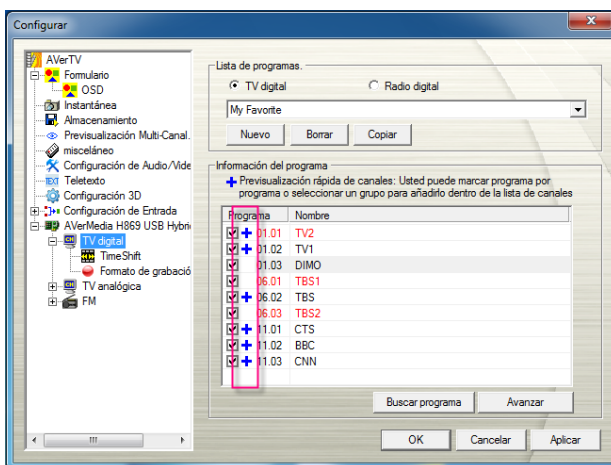 Configurar
AVerTV
Formulario
OSD
Instantánea
Almacenamiento
Previsualización Multi-Canal.
misceláneo
Configuración de Audio/Vide
TEXT Teletexto
Configuración 3D
Configuración de Entrada
AVerMedia H869 USB Hybri
TV digital
TimeShift
Formato de grabació
TV analógica
FM
Lista de programas.
TV digital Radio digital
My Favorite
Nuevo Borrar Copiar
Información del programa
Previsualización rápida de canales: Usted puede marcar programa por
programa o seleccionar un grupo para añadirlo dentro de la lista de canales
Programa Nombre
01.01 TV2
01.02 TV1
01.03 DIMO
06.01 TBS1
06.02 TBS
06.03 TBS2
11.01 CTS
11.02 BBC
11.03 CNN
Buscar programa Avanzar
OK Cancelar Aplicar